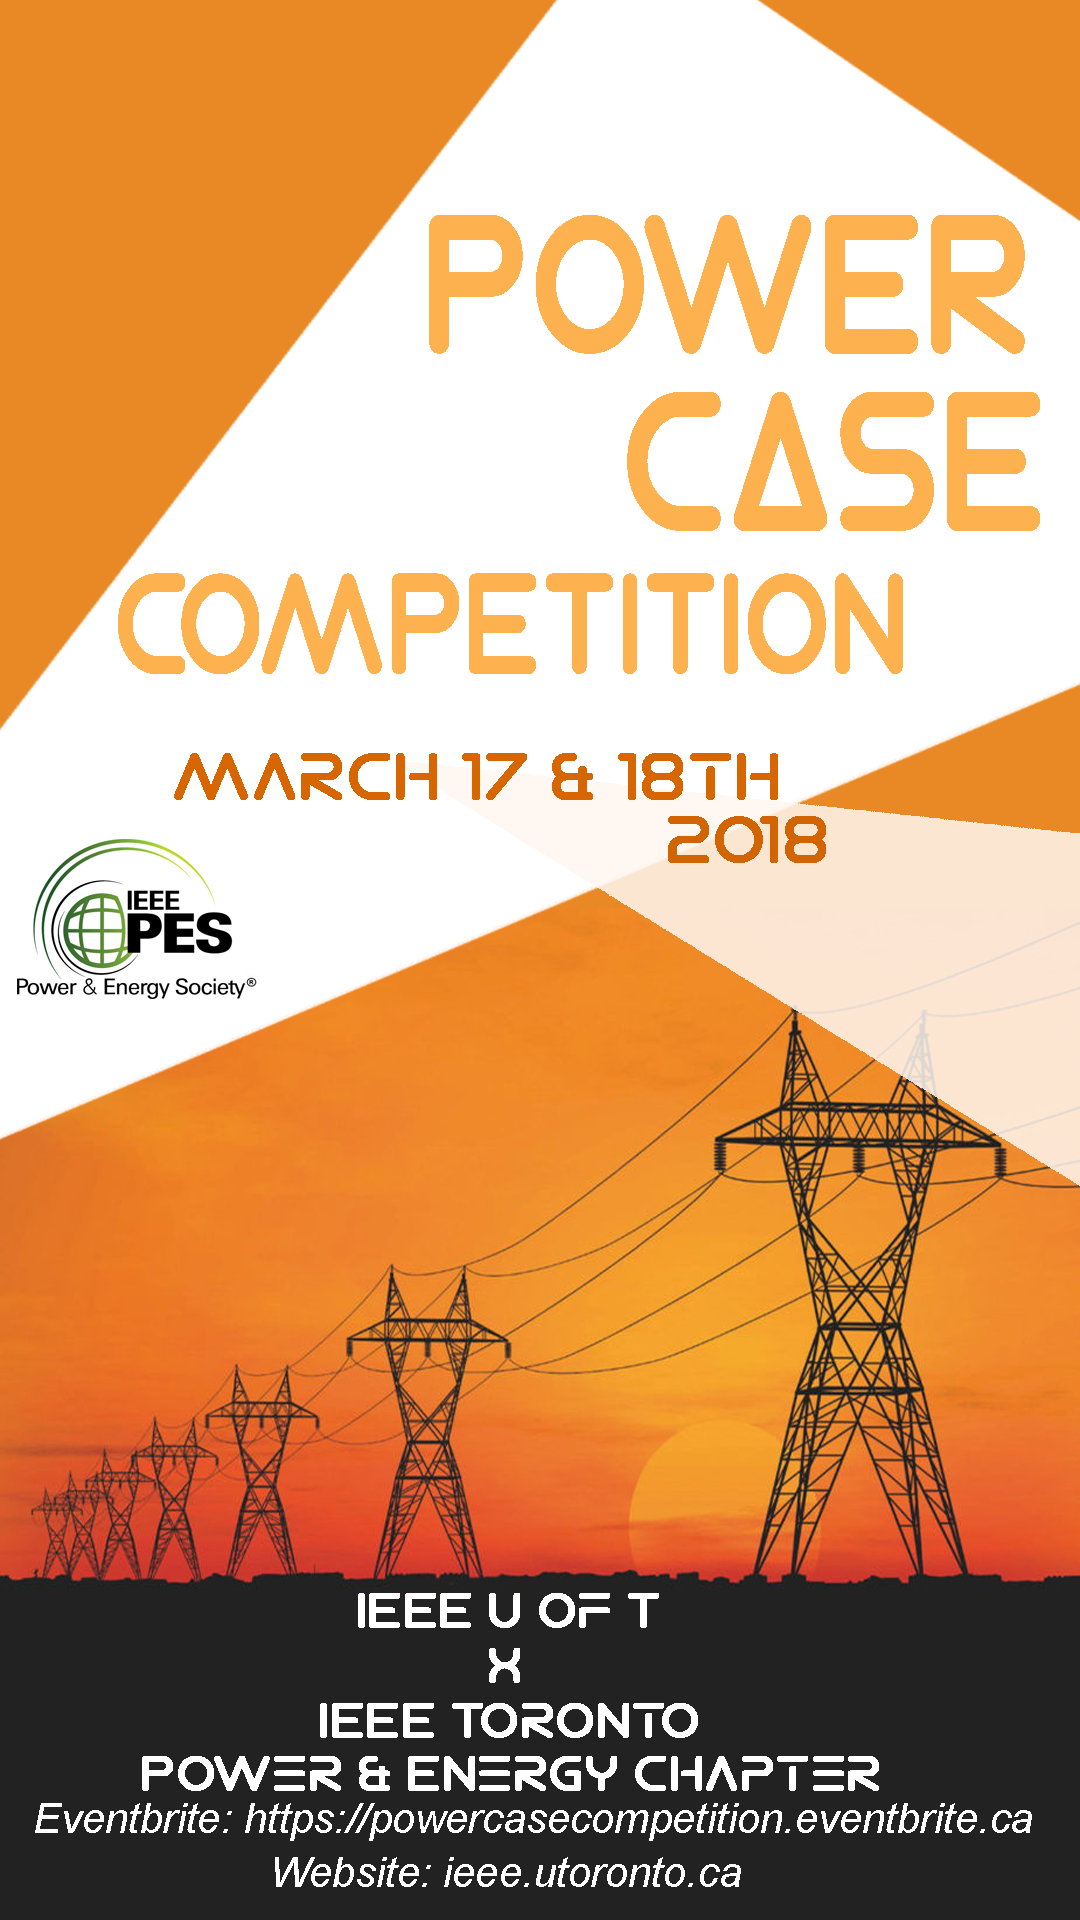 POWER
CASE
COMPETITION
MARCH 17 & 18TH
2018
IEEE
PES
Power & Energy Society®
IEEE U OF T
X
IEEE TORONTO
POWER & ENERGY CHAPTER
Eventbrite: https://powercasecompetition.eventbrite.ca
Website: ieee.utoronto.ca